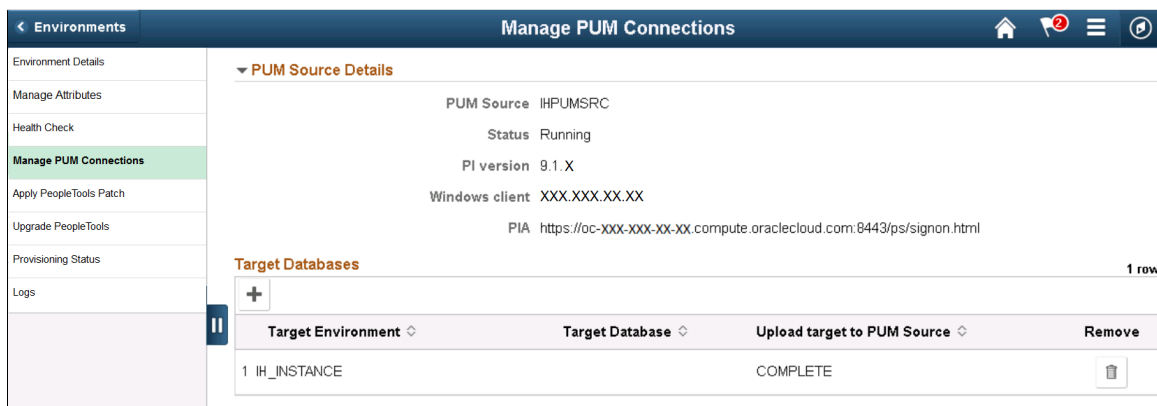 Environments
Manage PUM Connections
2
Environment Details
Manage Attributes
Health Check
Manage PUM Connections
Apply PeopleTools Patch
Upgrade PeopleTools
Provisioning Status
Logs
PUM Source Details
PUM Source IHPUMSRC
Status Running
PI version 9.1.X
Windows client XXX.XXX.XX.XX
PIA https://oc-XXX-XXX-XX-XX.compute.oraclecloud.com:8443/ps/signon.html
Target Databases
1 row
Target Environment Target Database Upload target to PUM Source Remove
1 IH_INSTANCE COMPLETE